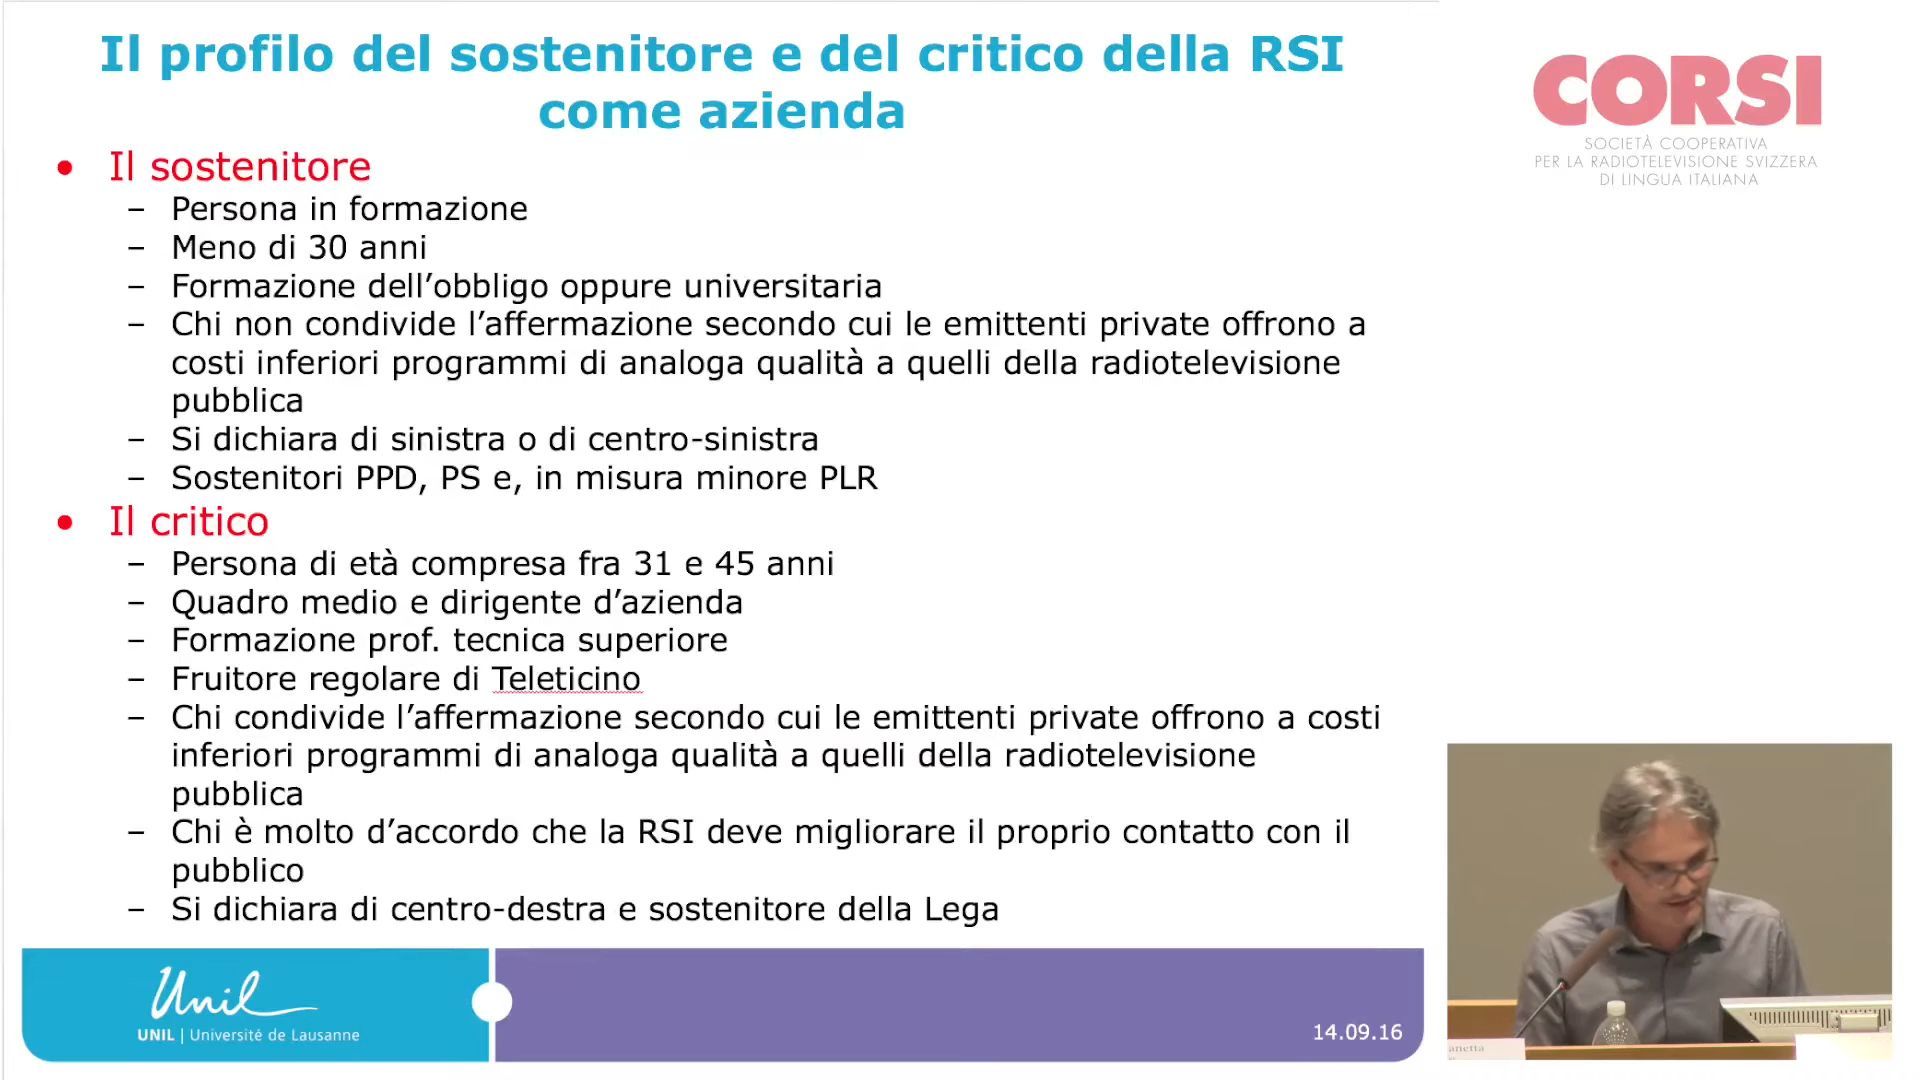 Il profilo del sostenitore e del critico della RSI
come azienda
• Il sostenitore
– Persona in formazione
– Meno di 30 anni
– Formazione dell’obbligo oppure universitaria
– Chi non condivide l’affermazione secondo cui le emittenti private offrono a
costi inferiori programmi di analoga qualità a quelli della radiotelevisione
pubblica
– Si dichiara di sinistra o di centro-sinistra
– Sostenitori PPD, PS e, in misura minore PLR
• Il critico
– Persona di età compresa fra 31 e 45 anni
– Quadro medio e dirigente d’azienda
– Formazione prof. tecnica superiore
– Fruitore regolare di Teleticino
– Chi condivide l’affermazione secondo cui le emittenti private offrono a costi
inferiori programmi di analoga qualità a quelli della radiotelevisione
pubblica
– Chi è molto d’accordo che la RSI deve migliorare il proprio contatto con il
pubblico
– Si dichiara di centro-destra e sostenitore della Lega
Unil
UNIL | Université de Lausanne
14.09.16
CORSI
SOCIETÀ COOPERATIVA
PER LA RADIOTELEVISIONE SVIZZERA
DI LINGUA ITALIANA
anetta